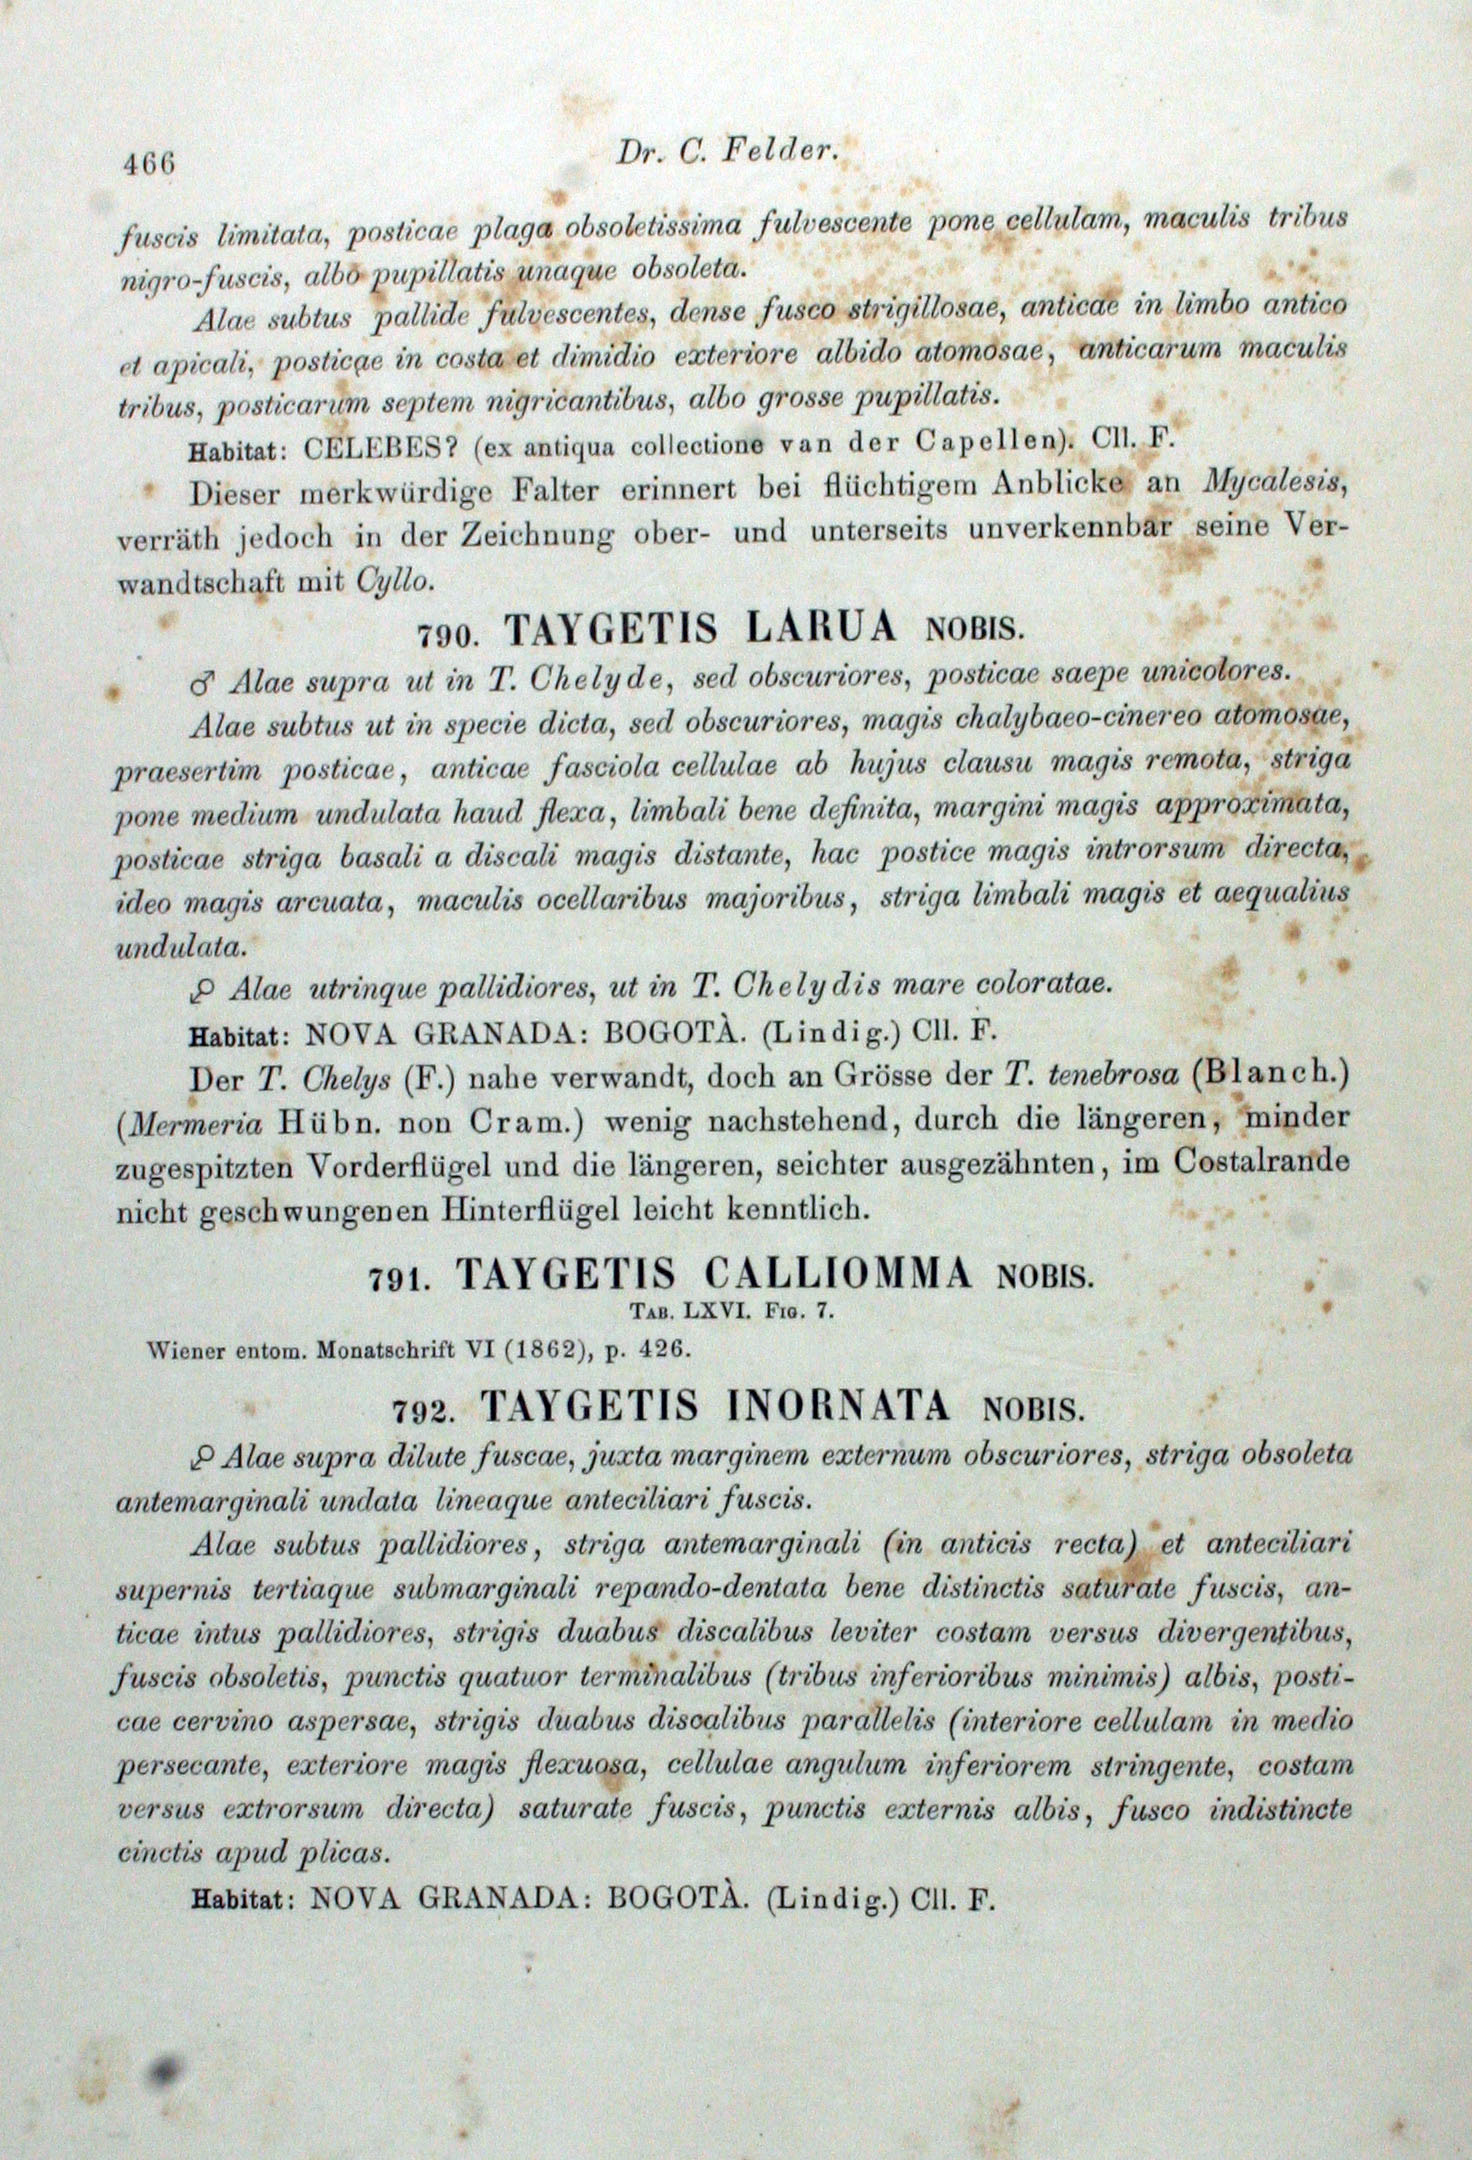 466
Dr. C. Felder.
fuscis limitata, posticae plaga obsoletissima fulvescente pone cellulam, maculis tribus
nigro-fuscis, albo pupillatis unaque obsoleta.
Alae subtus pallide fulvescentes, dense fusco strigillosae, anticae in limbo antico
et apicali, posticae in costa et dimidio exteriore albido atomosae, anticarum maculis
tribus, posticarum septem nigricantibus, albo grosse pupillatis.
Habitat: CELEBES? (ex antiqua collectione van der Capellen). Cll. F.
Dieser merkwürdige Falter erinnert bei flüchtigem Anblicke an Mycalesis,
verräth jedoch in der Zeichnung ober- und unterseits unverkennbar seine Ver-
wandtschaft mit Cyllo.
790. TAYGETIS LARUA NOBIS.
♂ Alae supra ut in T. Chelyde, sed obscuriores, posticae saepe unicolores.
Alae subtus ut in specie dicta, sed obscuriores, magis chalybaeo-cinereo atomosae,
praesertim posticae, anticae fasciola cellulae ab hujus clausu magis remota, striga
pone medium undulata haud flexa, limbali bene definita, margini magis approximata,
posticae striga basali a discali magis distante, hac postice magis introrsum directa,
ideo magis arcuata, maculis ocellaribus majoribus, striga limbali magis et aequalius
undulata.
♀ Alae utrinque pallidiores, ut in T. Chelydis mare coloratae.
Habitat: NOVA GRANADA: BOGOTÀ. (Lindig.) Cll. F.
Der T. Chelys (F.) nahe verwandt, doch an Grösse der T. tenebrosa (Blanch.)
(Mermeria Hübn. non Cram.) wenig nachstehend, durch die längeren, minder
zugespitzten Vorderflügel und die längeren, seichter ausgezähnten, im Costalrande
nicht geschwungenen Hinterflügel leicht kenntlich.
791. TAYGETIS CALLIOMMA NOBIS.
TAB. LXVI. FIG. 7.
Wiener entom. Monatschrift VI (1862), p. 426.
792. TAYGETIS INORNATA NOBIS.
♀ Alae supra dilute fuscae, juxta marginem externum obscuriores, striga obsoleta
antemarginali undata lineaque anteciliari fuscis.
Alae subtus pallidiores, striga antemarginali (in anticis recta) et anteciliari
supernis tertiaque submarginali repando-dentata bene distinctis saturate fuscis, an-
ticae intus pallidiores, strigis duabus discalibus leviter costam versus divergentibus,
fuscis obsoletis, punctis quatuor terminalibus (tribus inferioribus minimis) albis, posti-
cae cervino aspersae, strigis duabus discalibus parallelis (interiore cellulam in medio
persecante, exteriore magis flexuosa, cellulae angulum inferiorem stringente, costam
versus extrorsum directa) saturate fuscis, punctis externis albis, fusco indistincte
cinctis apud plicas.
Habitat: NOVA GRANADA: BOGOTÀ. (Lindig.) Cll. F.